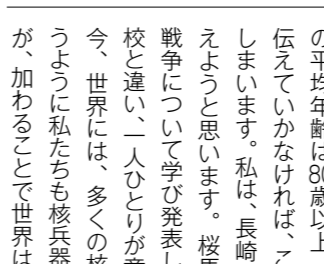 の平均年齢は80歳以上
伝えていかなければ、こ
しまいます。私は、長崎
えようと思います。桜馬
戦争について学び発表し
校と違い、一人ひとりが意
今、世界には、多くの核
うように私たちも核兵器
が、加わることで世界は